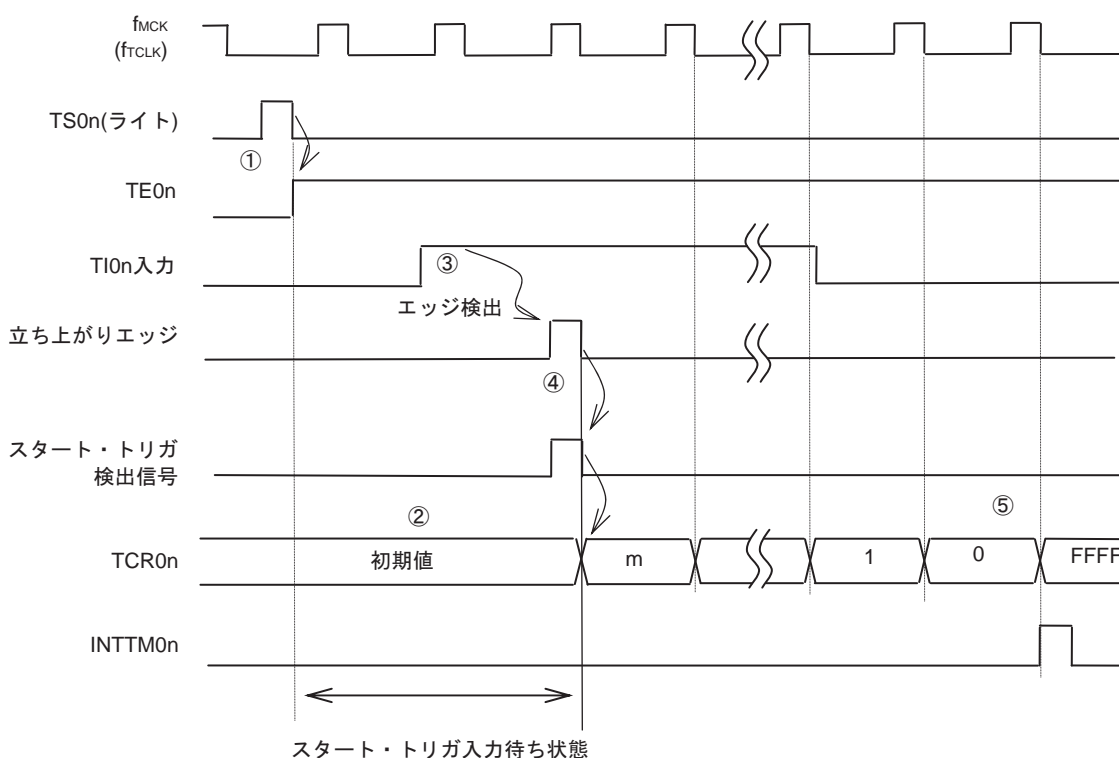 fMCK
(fTCLK)
TS0n(ライト)
①
TE0n
TI0n入力
③
エッジ検出
立ち上がりエッジ
④
スタート・トリガ
検出信号
②
⑤
TCR0n
初期値
m
1
0
FFFF
INTTM0n
スタート・トリガ入力待ち状態